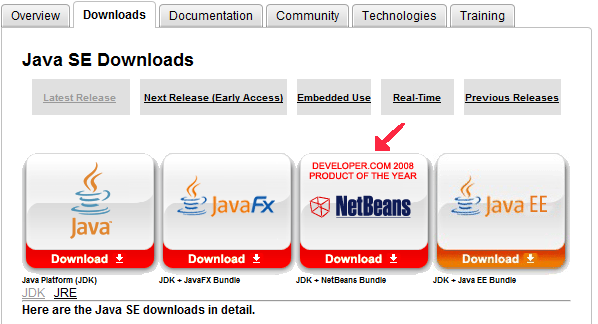 Overview Downloads Documentation Community Technologies Training
Java SE Downloads
Latest Release Next Release (Early Access) Embedded Use Real-Time Previous Releases
DEVELOPER.COM 2008
PRODUCT OF THE YEAR
Java JavaFX NetBeans Java EE
Download Download Download Download
Java Platform (JDK) JDK + JavaFX Bundle JDK + NetBeans Bundle JDK + Java EE Bundle
JDK JRE
Here are the Java SE downloads in detail.